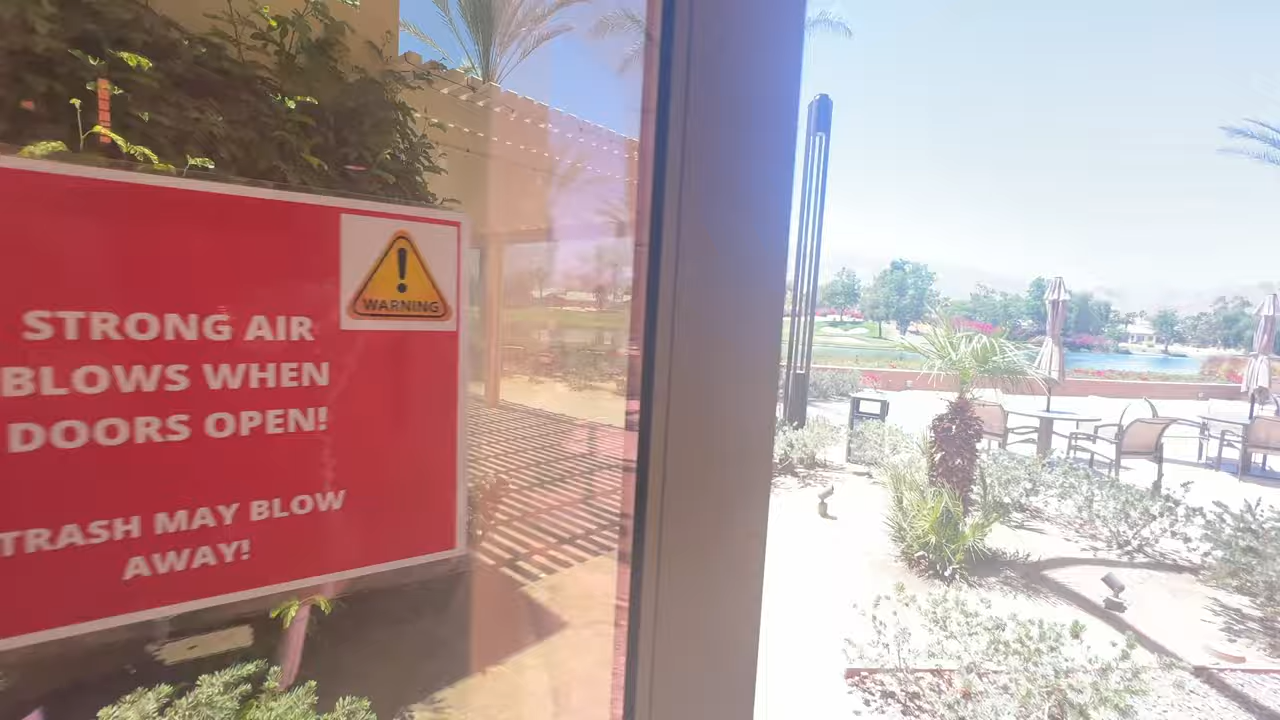 WARNING
STRONG AIR
BLOWS WHEN
DOORS OPEN!
TRASH MAY BLOW
AWAY!